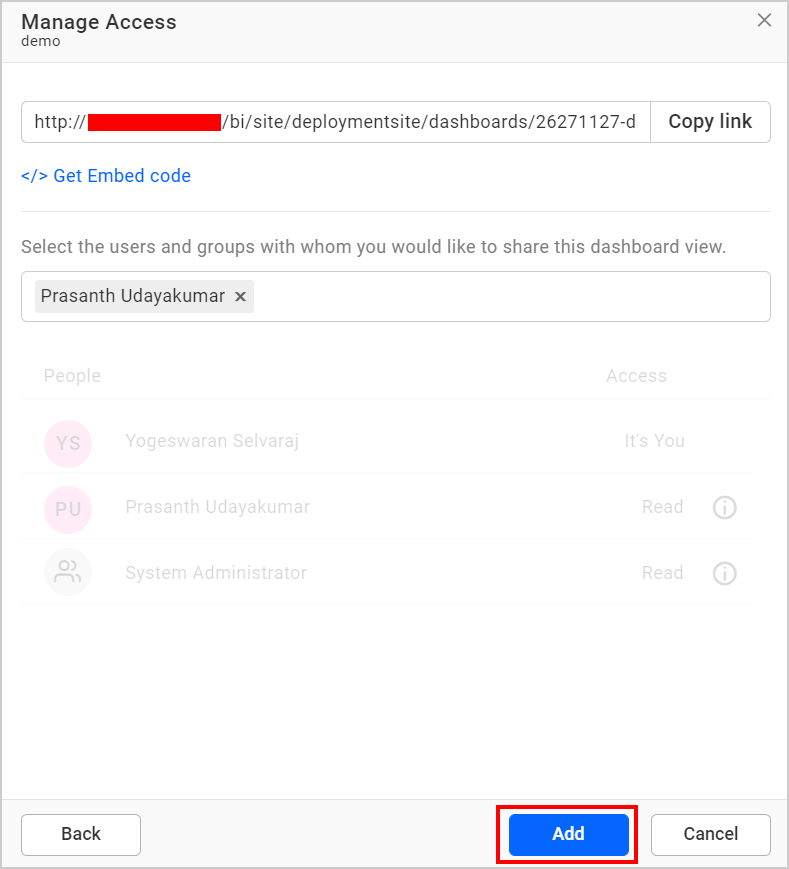 Manage Access
demo
http:// /bi/site/deploymentsite/dashboards/26271127-d
Copy link
</> Get Embed code
Select the users and groups with whom you would like to share this dashboard view.
Prasanth Udayakumar ×
People Access
YS Yogeswaran Selvaraj It's You
PU Prasanth Udayakumar Read
System Administrator Read
Back Add Cancel